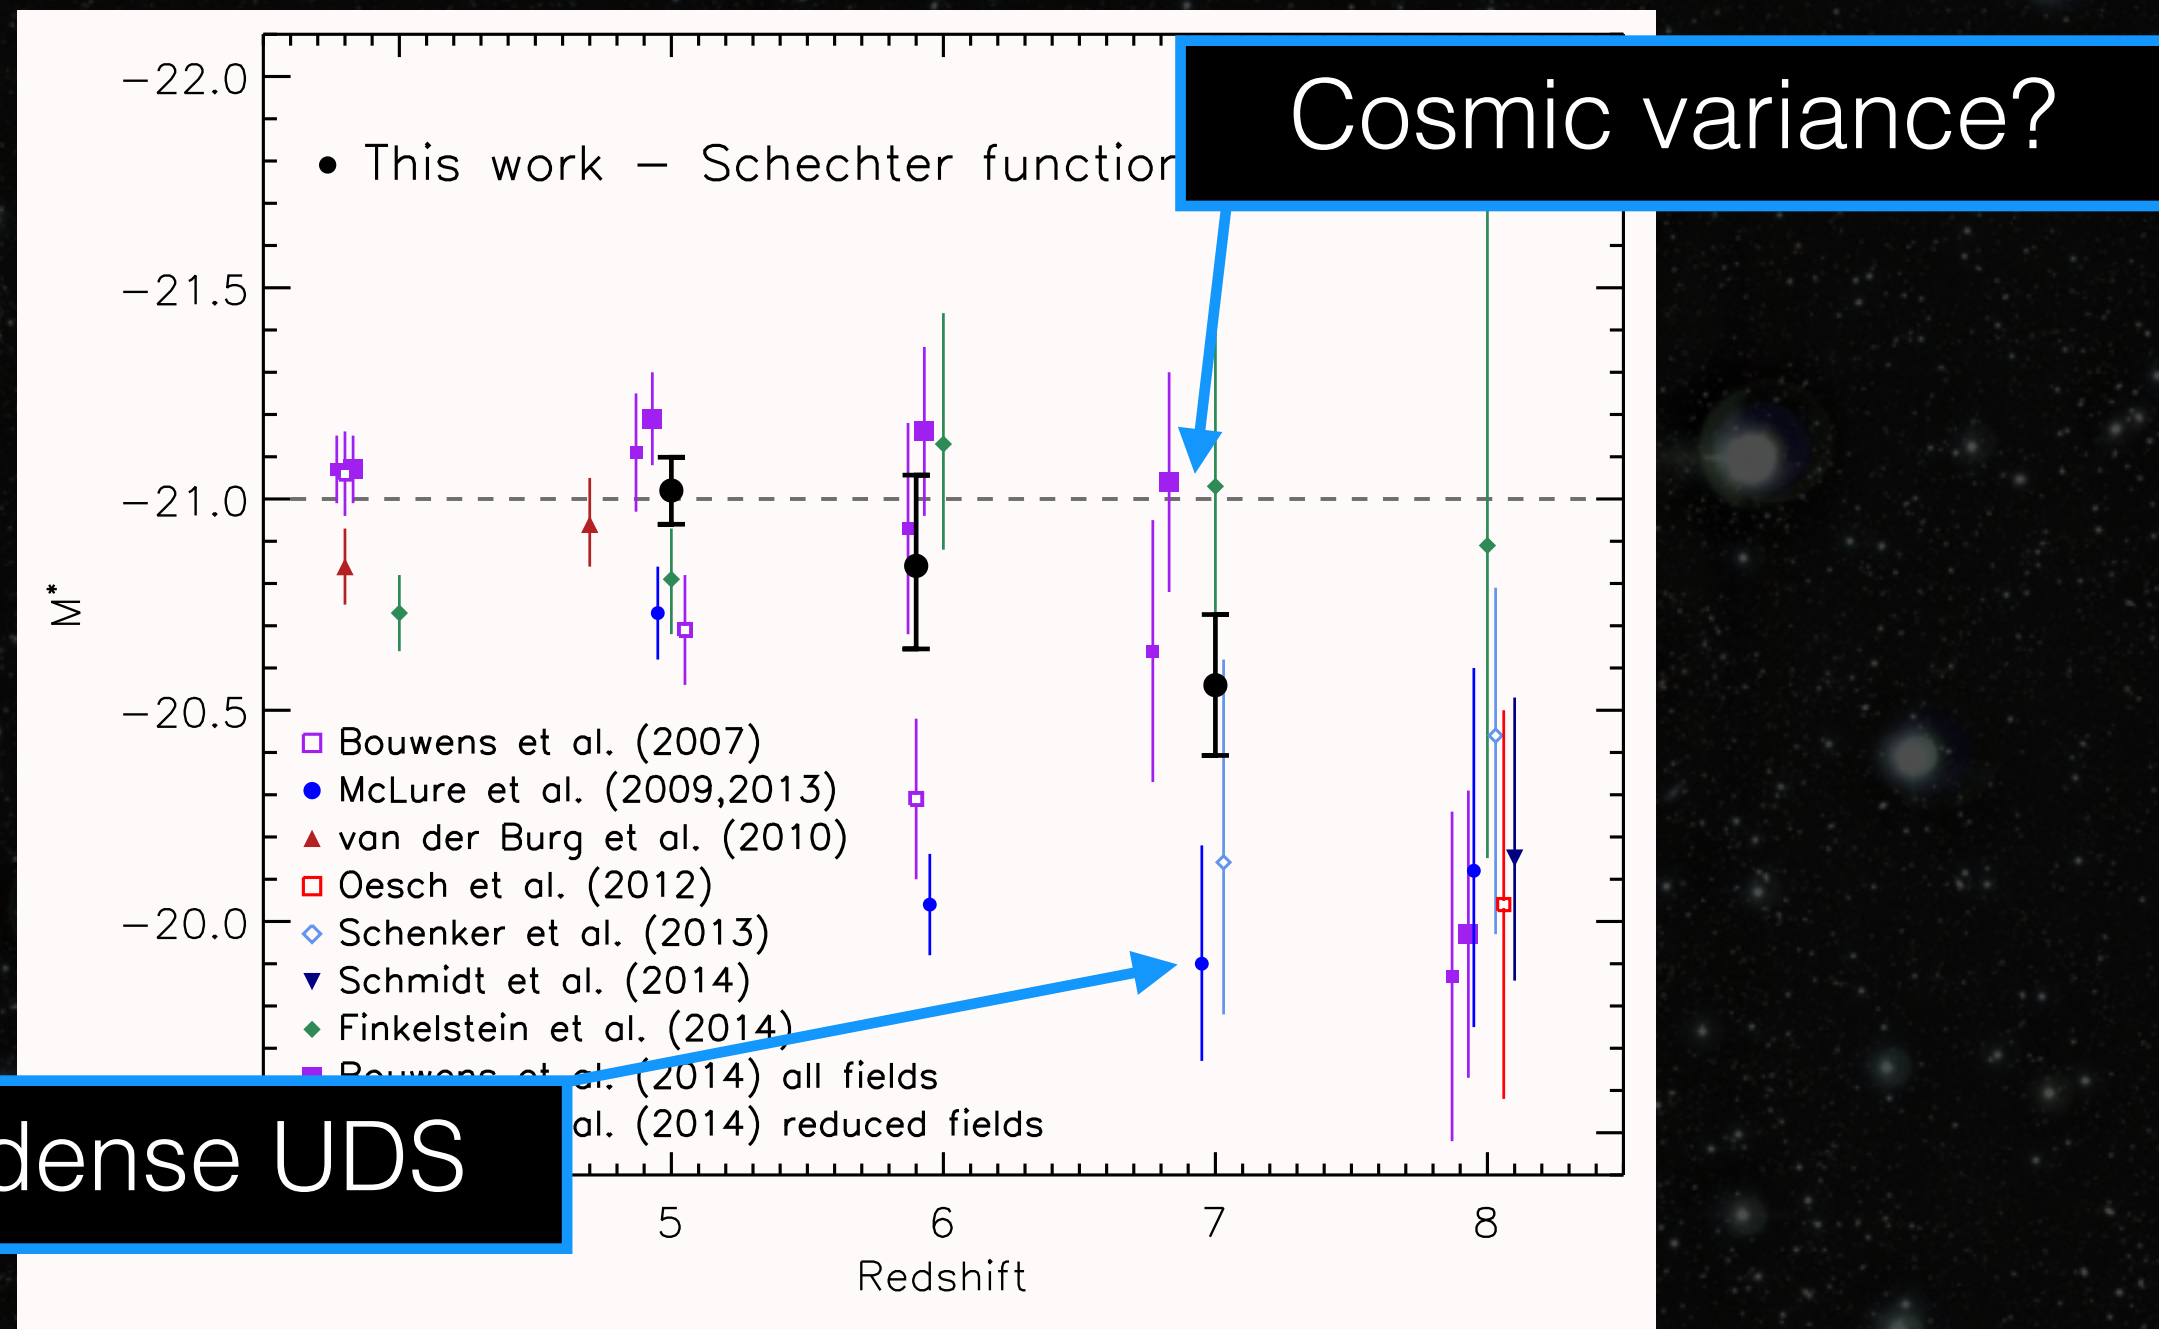 Cosmic variance?
-22.0
This work - Schechter
-21.5
-21.0
M*
-20.5
Bouwens et al. (2007)
McLure et al. (2009,2013)
van der Burg et al. (2010)
Oesch et al. (2012)
-20.0
Schenker et al. (2013)
Schmidt et al. (2014)
Finkelstein et al. (2014)
Bouwens et al. (2014) all fields
al. (2014) reduced fields
dense UDS
5 6 7 8
Redshift